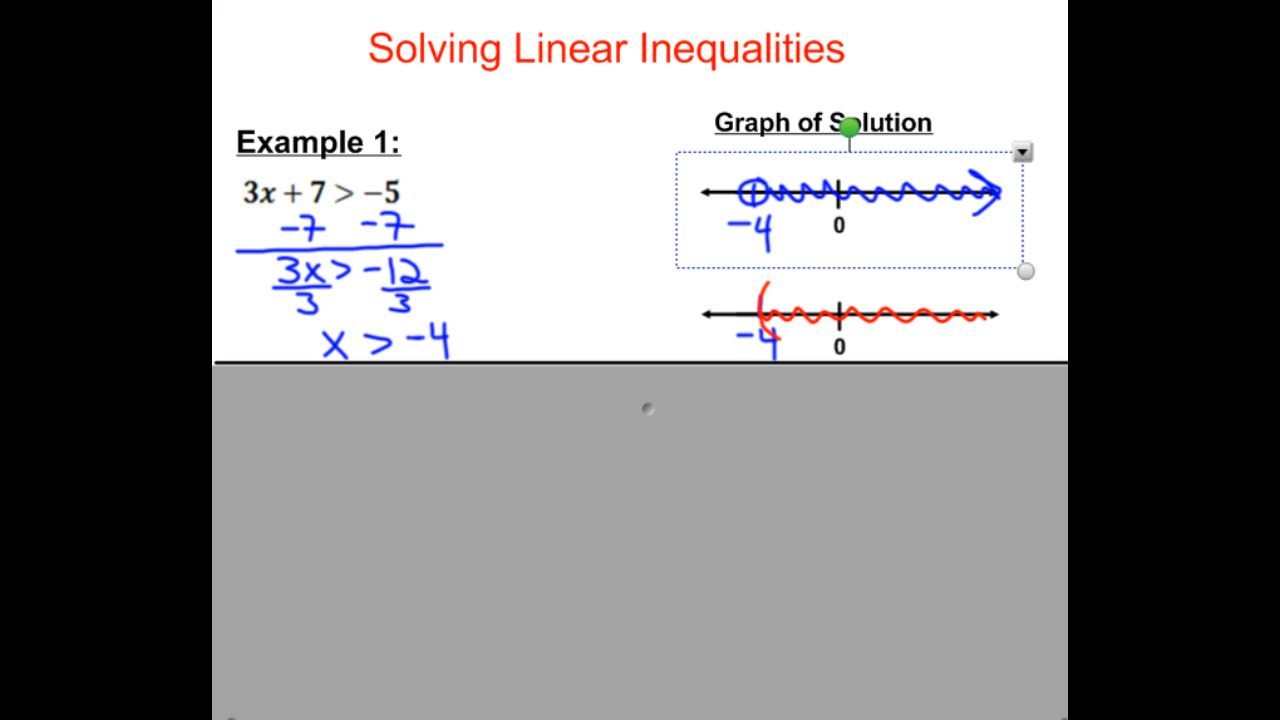 Solving Linear Inequalities
Example 1:
3x + 7 > −5
−7 −7
3x > −12
3 3
x > −4
Graph of Solution
−4 0
−4 0